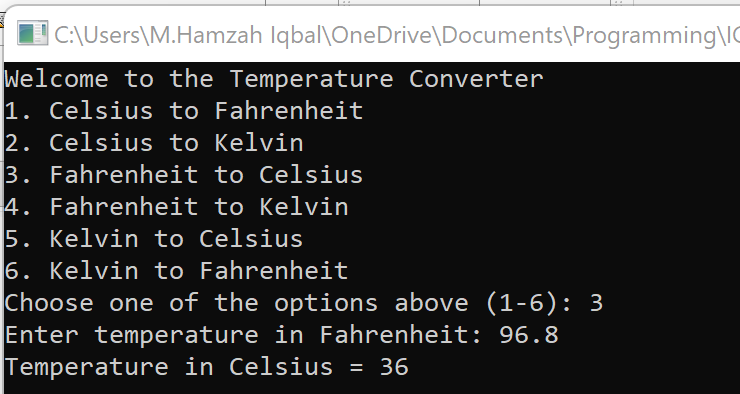 C:\Users\M.Hamzah Iqbal\OneDrive\Documents\Programming\
Welcome to the Temperature Converter
1. Celsius to Fahrenheit
2. Celsius to Kelvin
3. Fahrenheit to Celsius
4. Fahrenheit to Kelvin
5. Kelvin to Celsius
6. Kelvin to Fahrenheit
Choose one of the options above (1-6): 3
Enter temperature in Fahrenheit: 96.8
Temperature in Celsius = 36